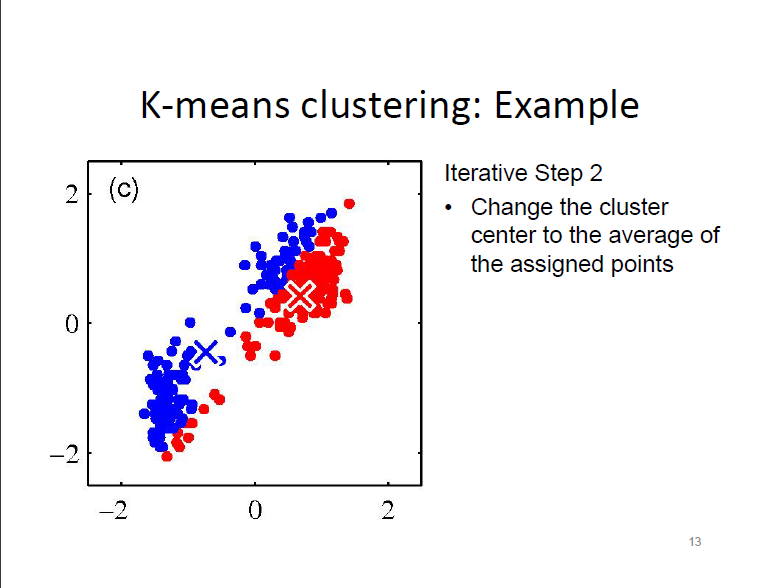 K-means clustering: Example
Iterative Step 2
• Change the cluster
center to the average of
the assigned points
(c)
2
0
−2
−2
0
2
13